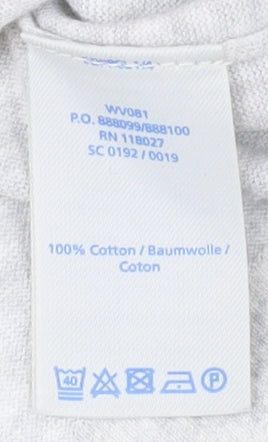 WV081
P.O. 888099/888100
RN 118027
SC 0192 / 0019
100% Cotton / Baumwolle /
Coton
40 P